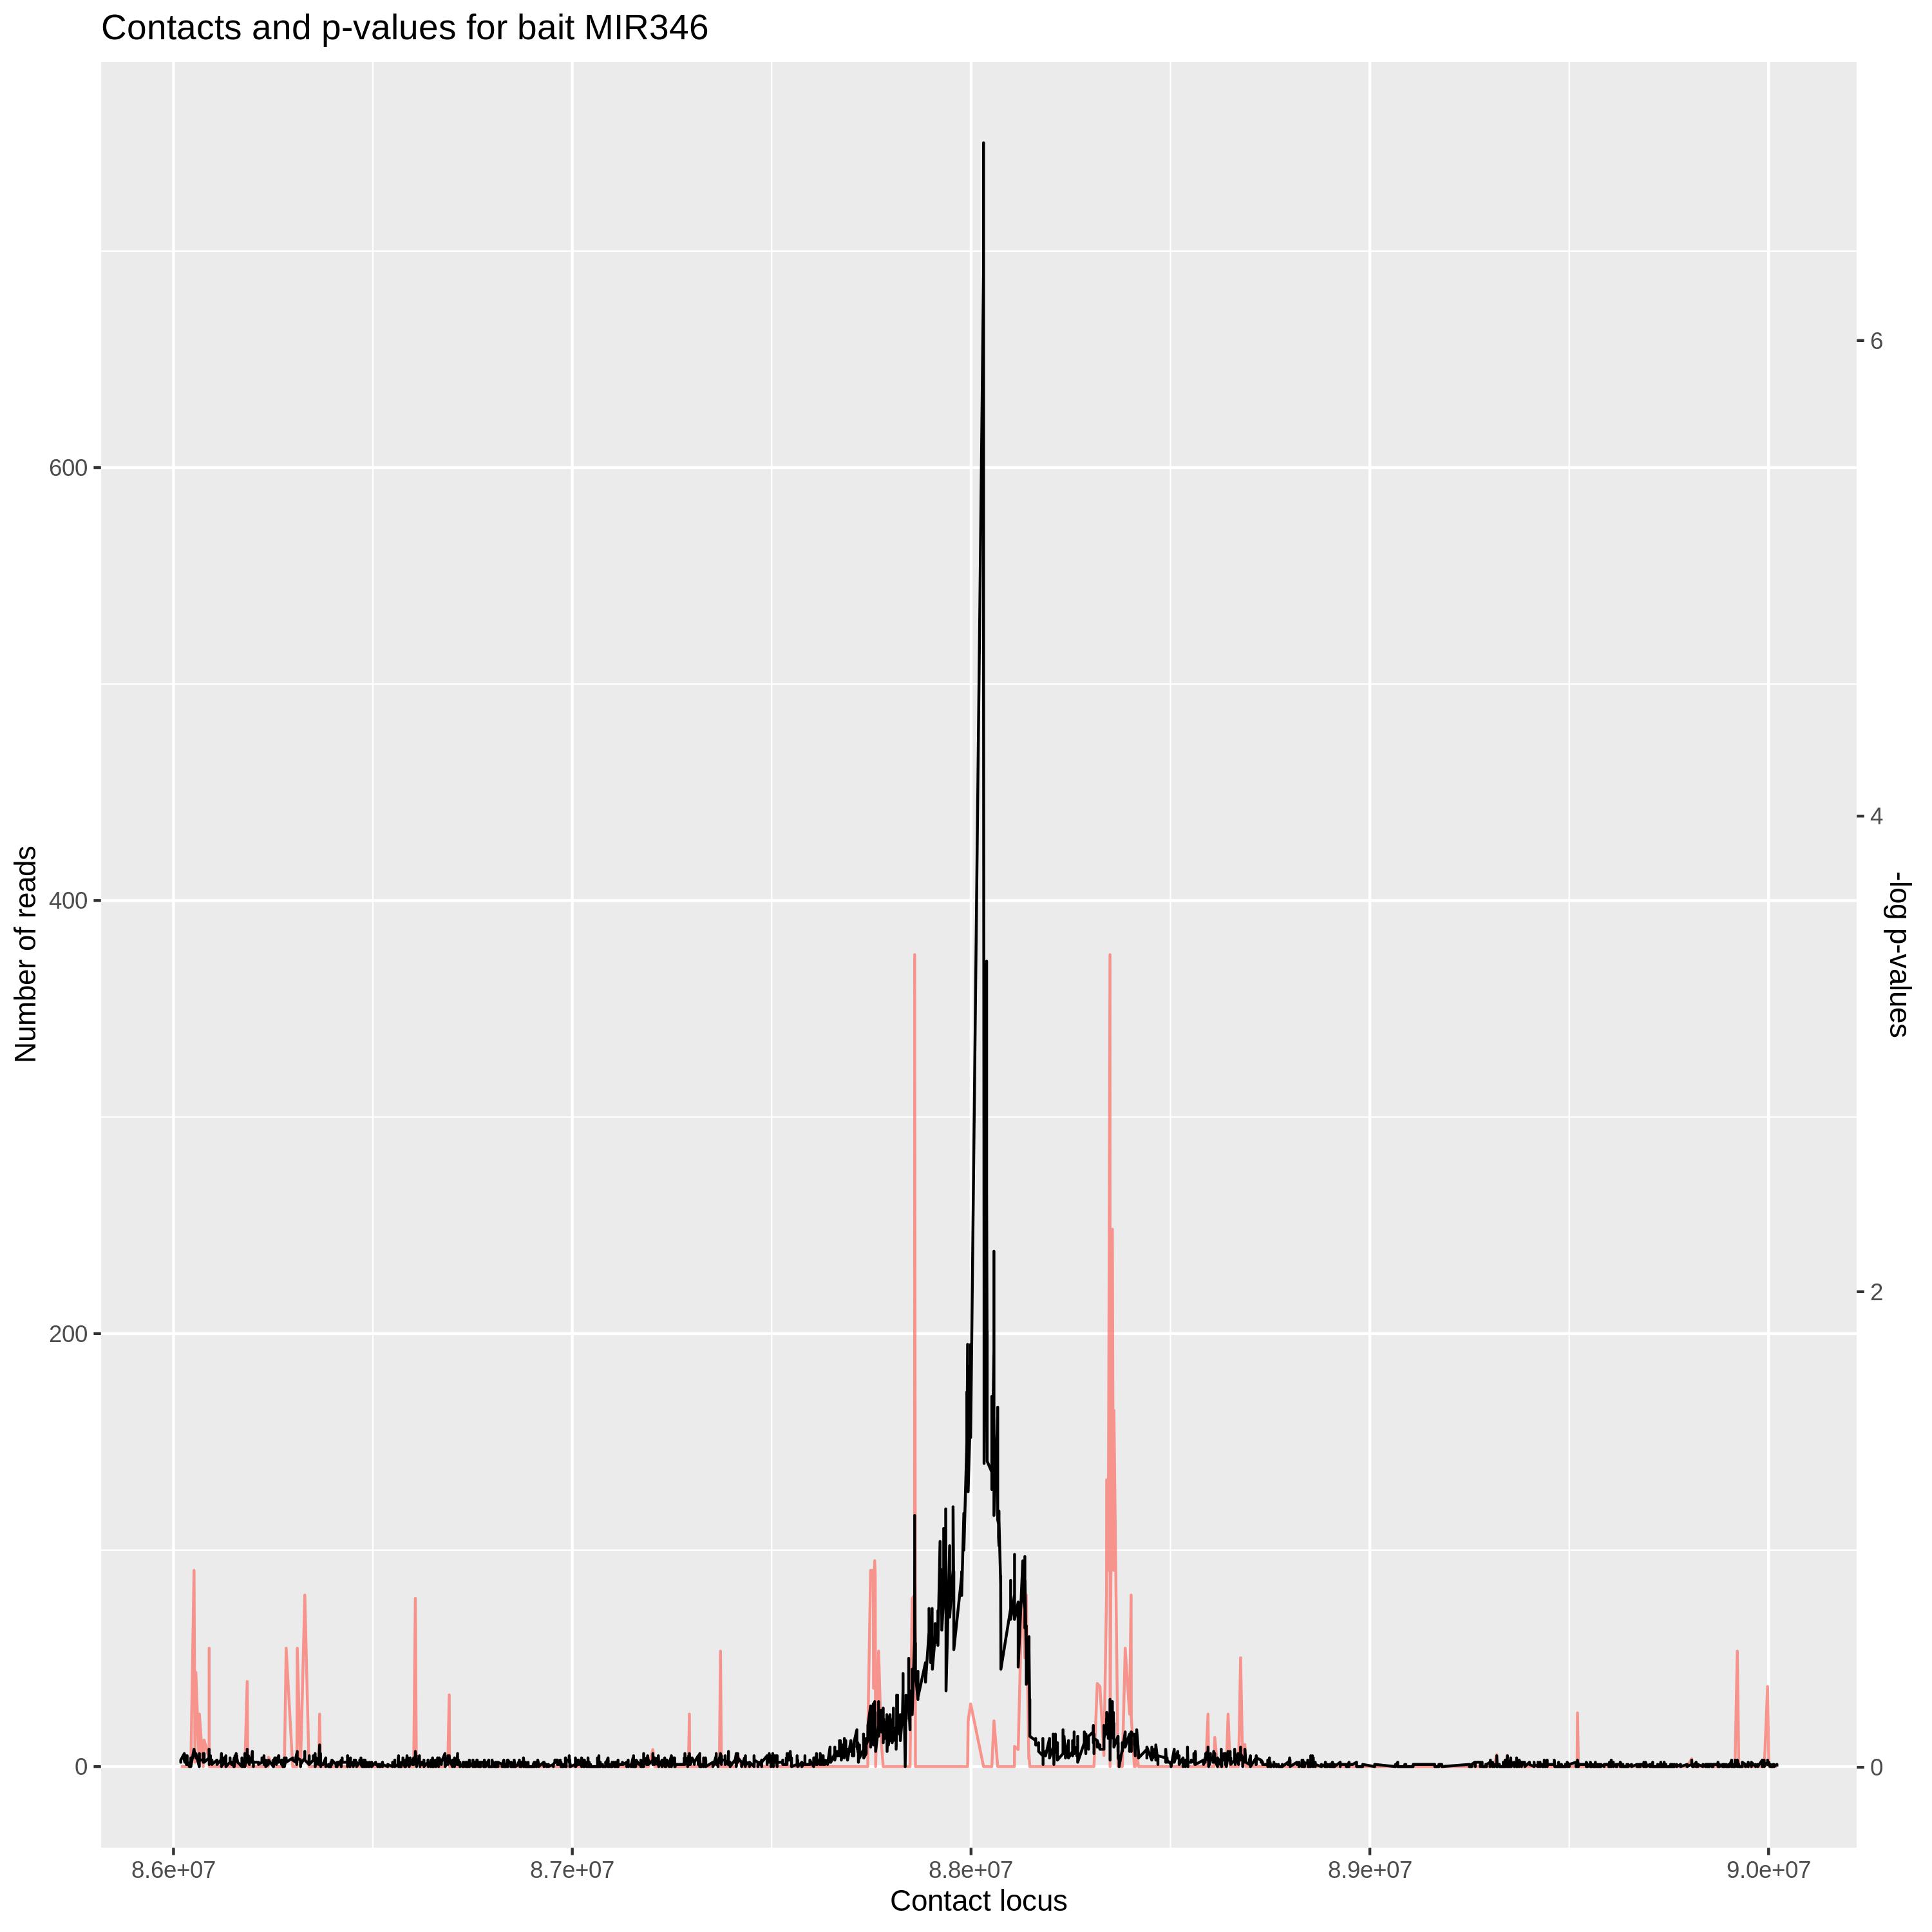 Contacts and p-values for bait MIR346
Number of reads
600
400
200
0
6
4
2
0
-log p-values
8.6e+07
8.7e+07
8.8e+07
8.9e+07
9.0e+07
Contact locus